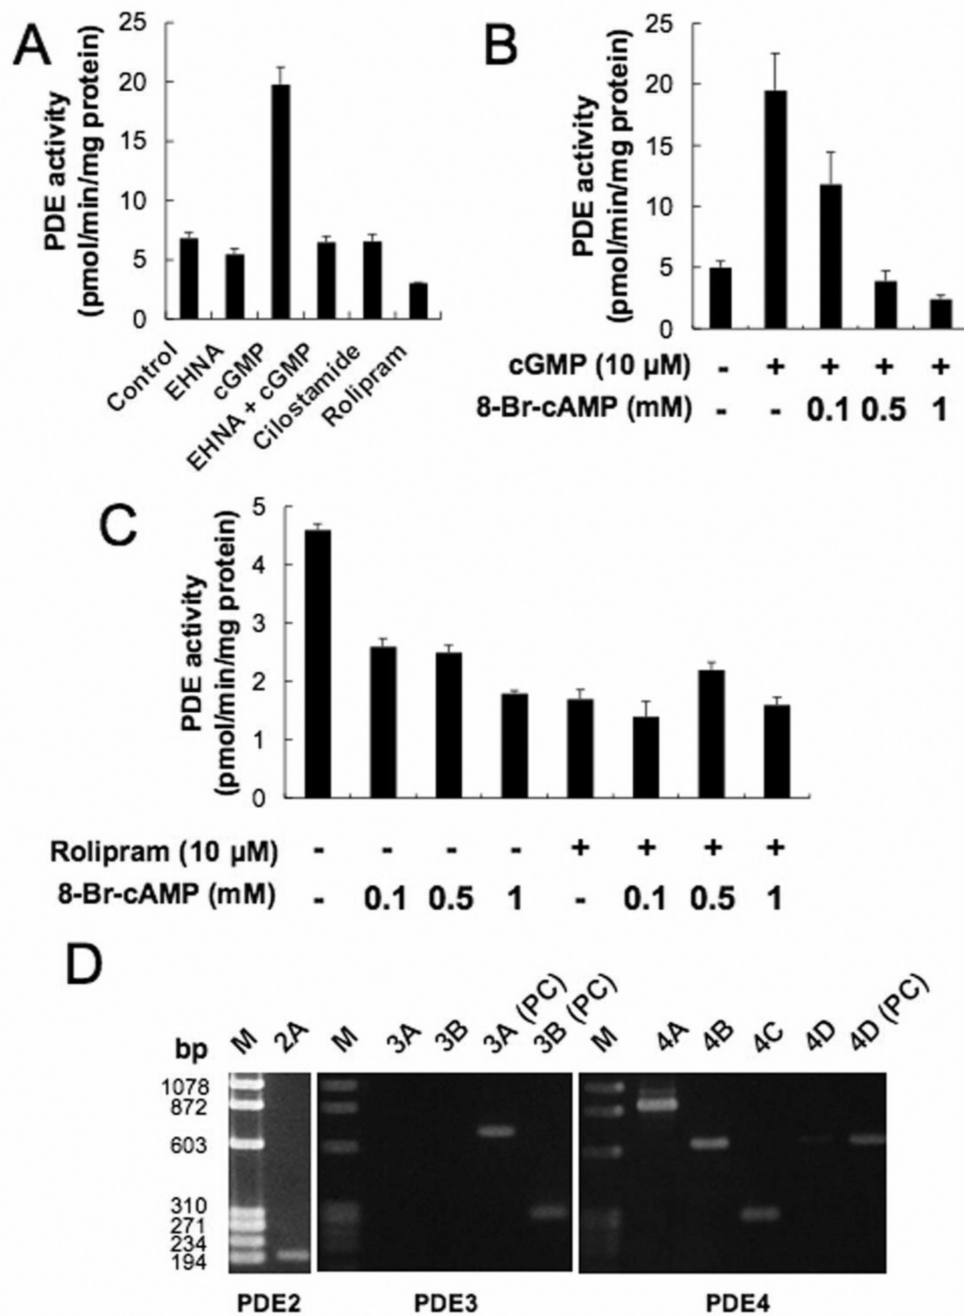 A
PDE activity
(pmol/min/mg protein)
25
20
15
10
5
0
Control
EHNA
cGMP
EHNA + cGMP
Cilostamide
Rolipram
B
PDE activity
(pmol/min/mg protein)
25
20
15
10
5
0
cGMP (10 µM) - + + + +
8-Br-cAMP (mM) - - 0.1 0.5 1
C
PDE activity
(pmol/min/mg protein)
5
4
3
2
1
0
Rolipram (10 µM) - - - - + + + +
8-Br-cAMP (mM) - 0.1 0.5 1 - 0.1 0.5 1
D
bp M 2A M 3A 3B 3A (PC) 3B (PC) M 4A 4B 4C 4D 4D (PC)
1078
872
603
310
271
234
194
PDE2 PDE3 PDE4